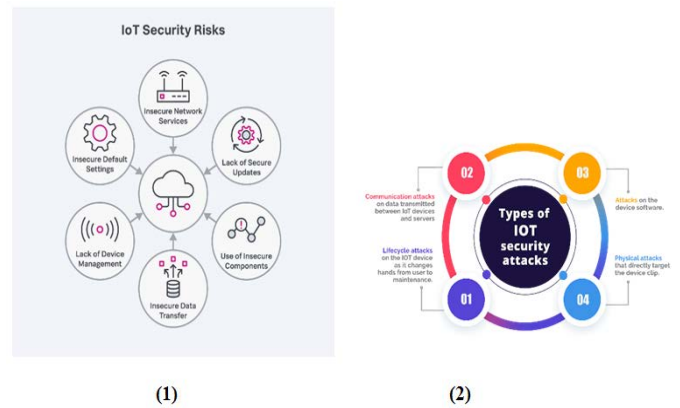 IoT Security Risks
Insecure Network
Services
Insecure Default
Settings
Lack of Secure
Updates
Lack of Device
Management
Use of Insecure
Components
Insecure Data
Transfer
(1)
02
03
Communication attacks
on data transmitted
between IoT devices
and servers
Attacks on the
device software.
Types of
IOT
security
attacks
Lifecycle attacks
on the IOT device
as it changes
hands from user to
maintenance.
Physical attacks
that directly target
the device clip.
01
04
(2)